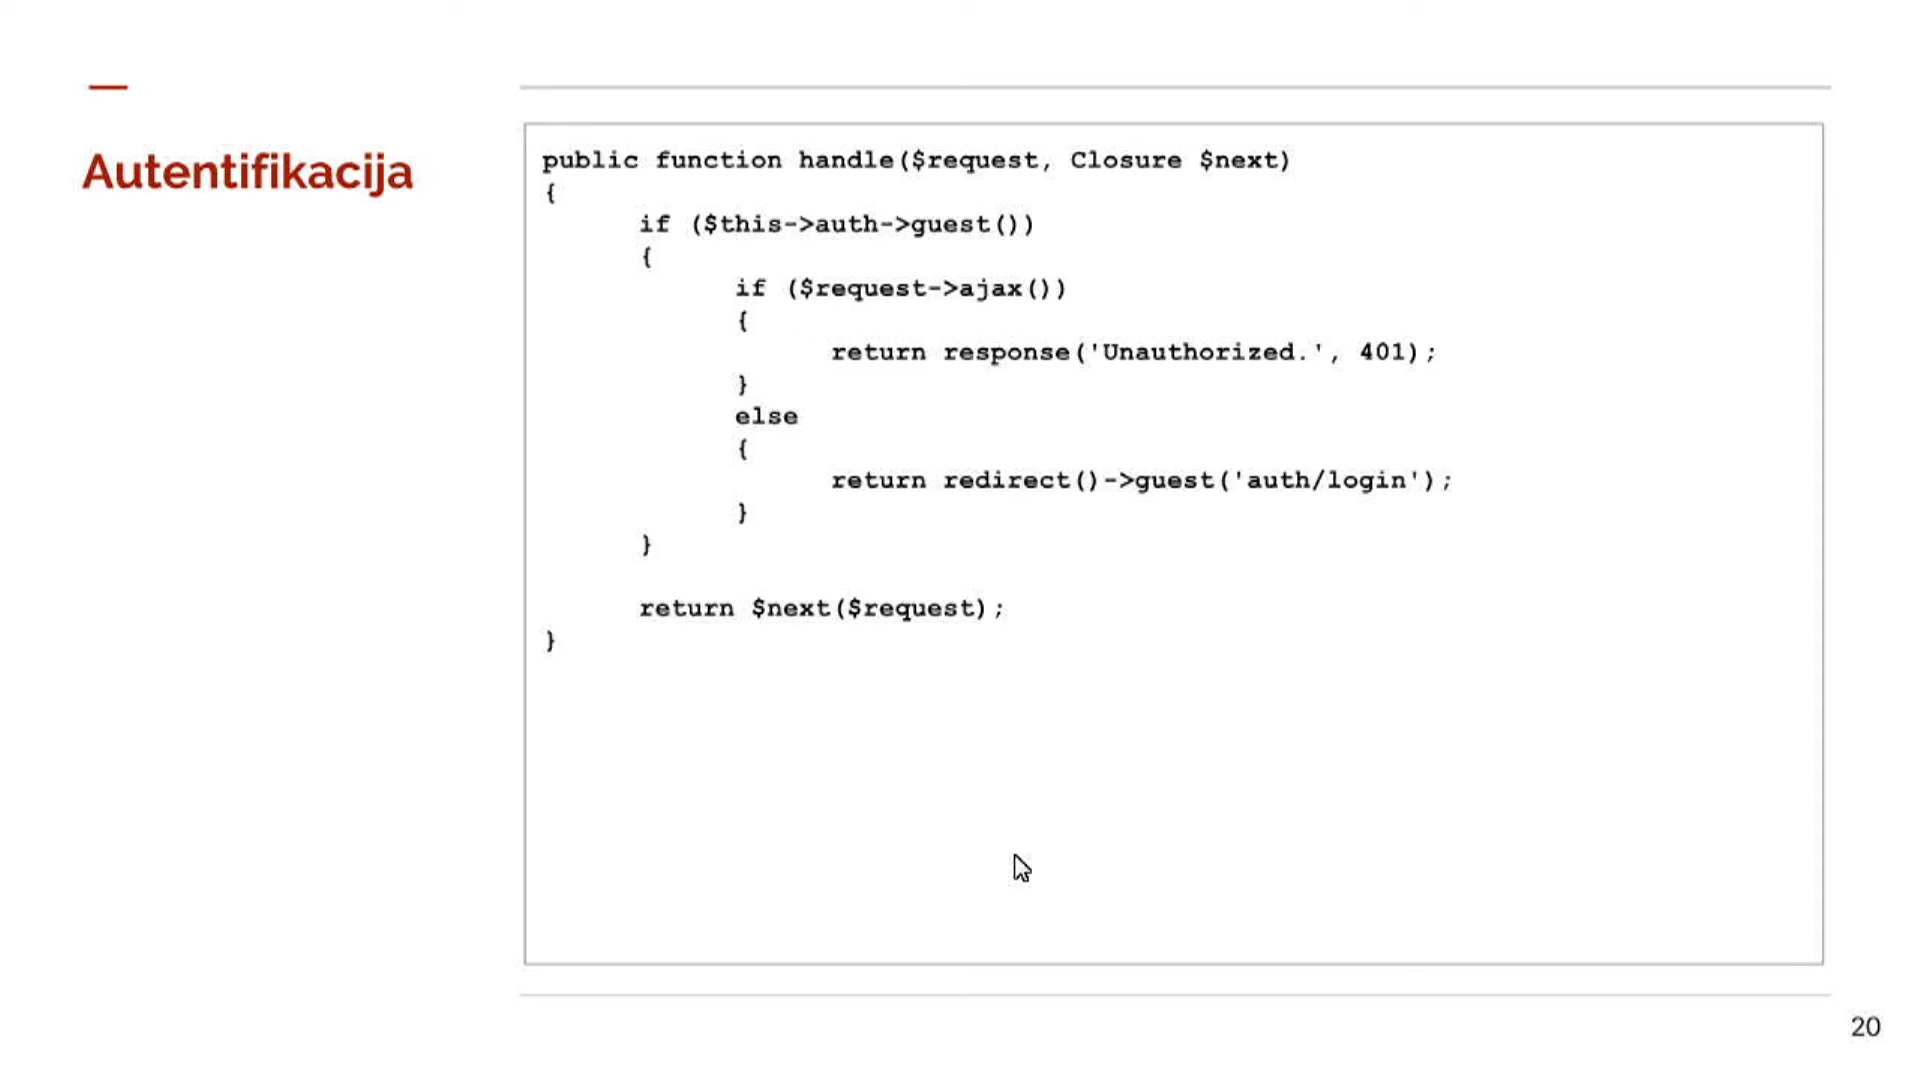 Autentifikacija
public function handle($request, Closure $next)
{
if ($this->auth->guest())
{
if ($request->ajax())
{
return response('Unauthorized.', 401);
}
else
{
return redirect()->guest('auth/login');
}
}
return $next($request);
}
20